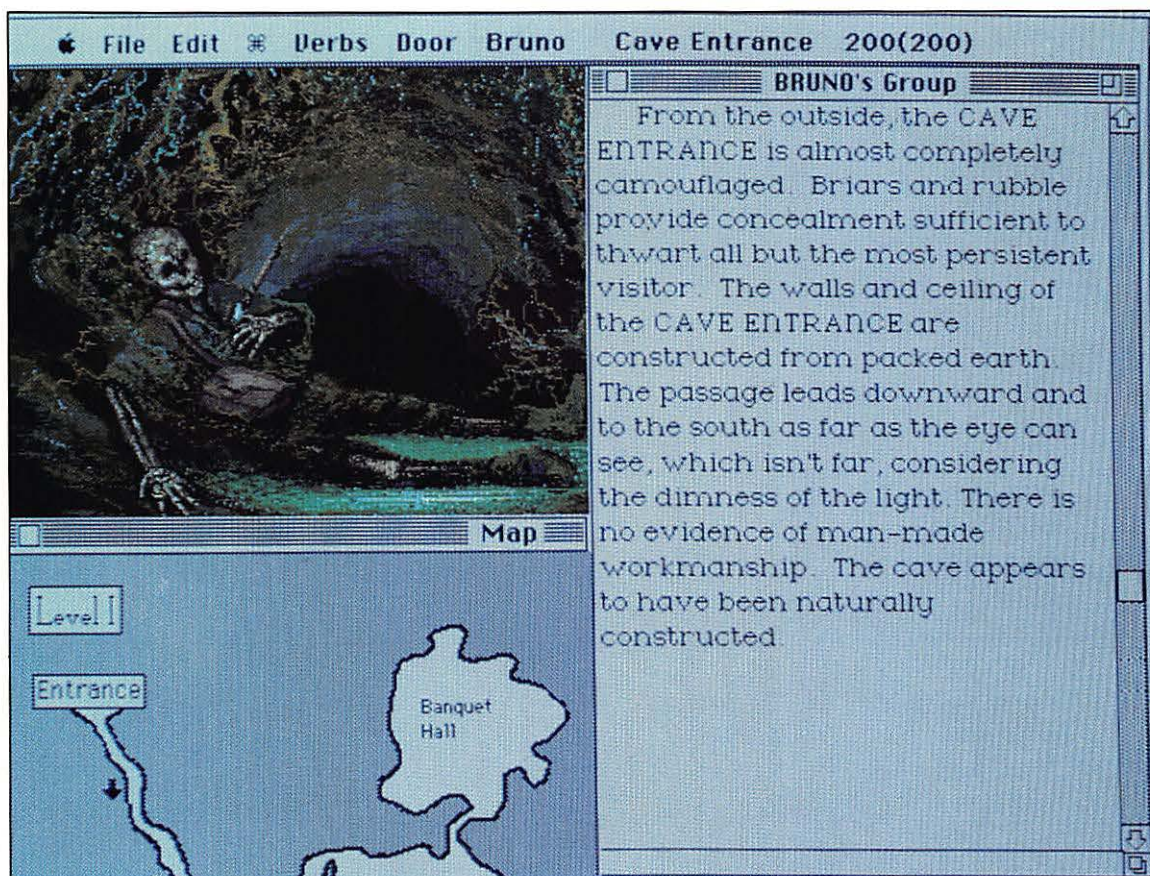 File Edit ⌘ Verbs Door Bruno Cave Entrance 200(200)
BRUNO's Group
From the outside, the CAVE
ENTRANCE is almost completely
camouflaged. Briars and rubble
provide concealment sufficient to
thwart all but the most persistent
visitor. The walls and ceiling of
the CAVE ENTRANCE are
constructed from packed earth.
The passage leads downward and
to the south as far as the eye can
see, which isn't far, considering
the dimness of the light. There is
no evidence of man-made
workmanship. The cave appears
to have been naturally
constructed.
Map
Level I
Entrance
Banquet
Hall